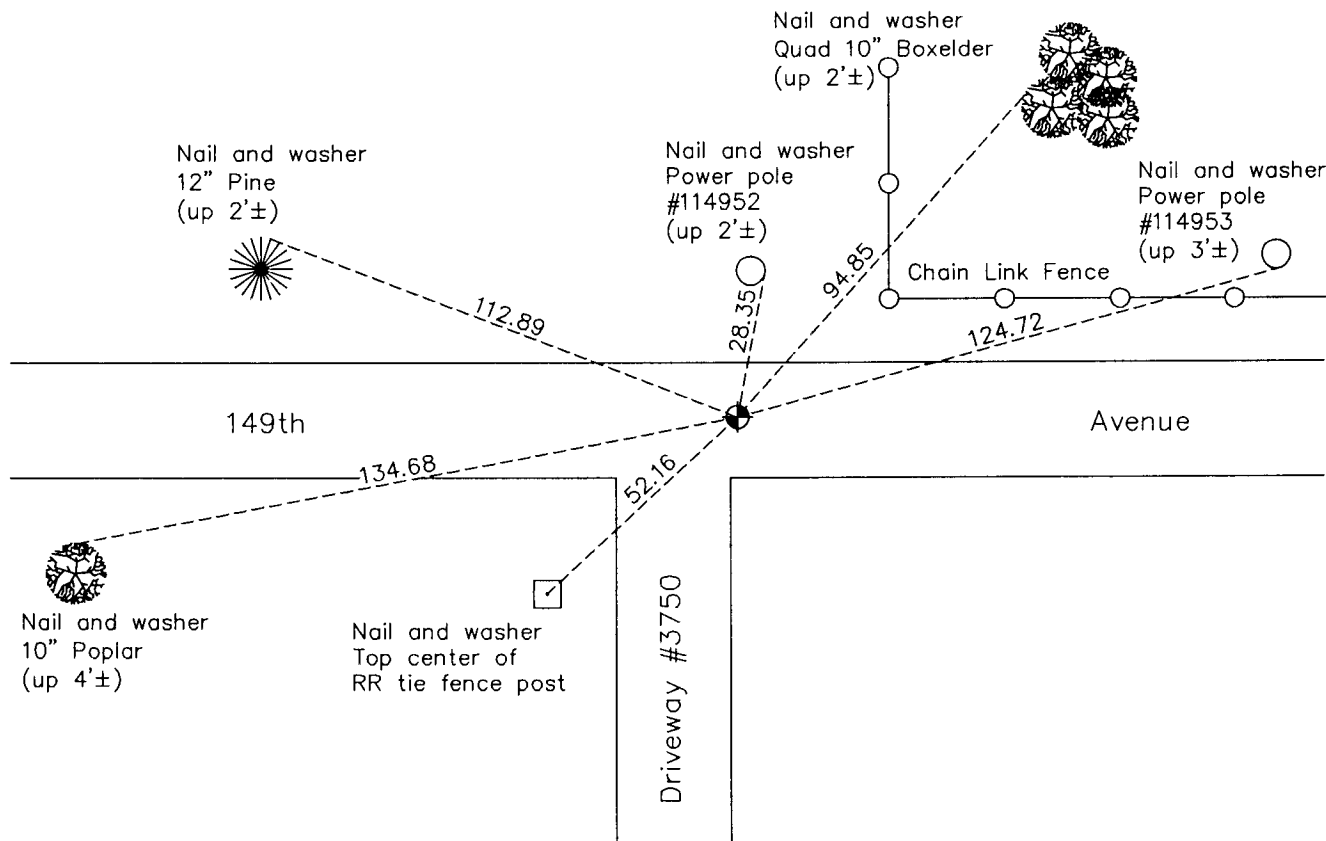 Nail and washer
Quad 10" Boxelder
(up 2'±)
Nail and washer
12" Pine
(up 2'±)
Nail and washer
Power pole
#114952
(up 2'±)
Nail and washer
Power pole
#114953
(up 3'±)
Chain Link Fence
94.85
112.89
28.35
124.72
149th
Avenue
134.68
52.16
Nail and washer
10" Poplar
(up 4'±)
Nail and washer
Top center of
RR tie fence post
Driveway #3750